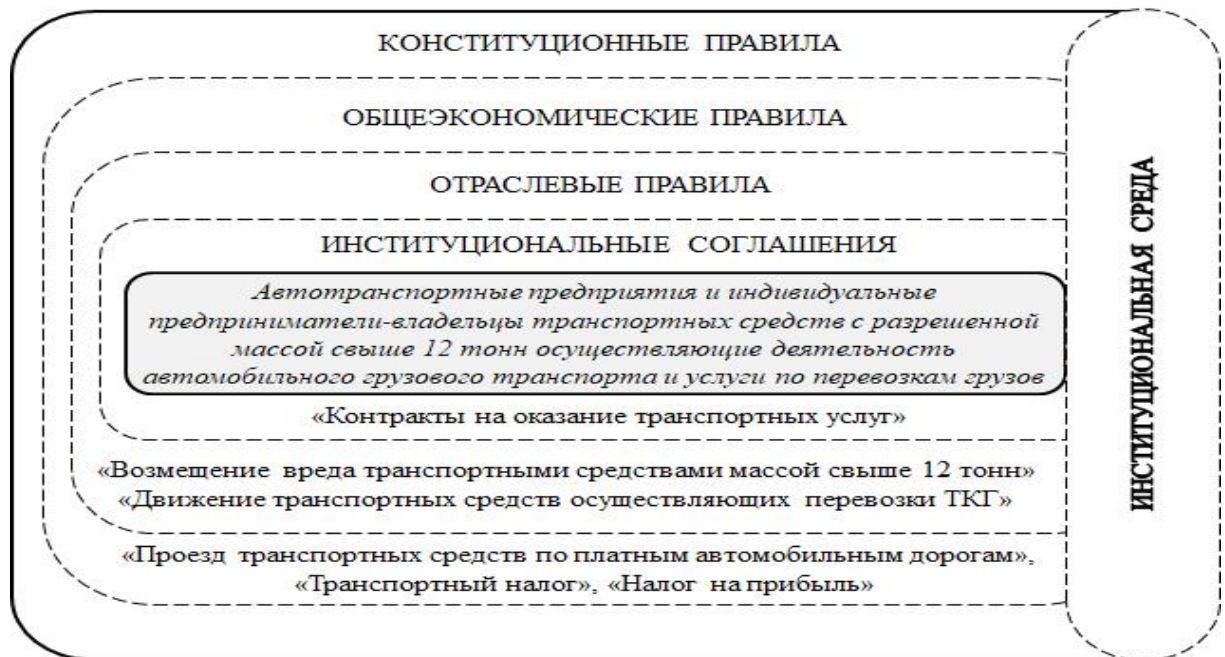 КОНСТИТУЦИОННЫЕ ПРАВИЛА
ОБЩЕЭКОНОМИЧЕСКИЕ ПРАВИЛА
ОТРАСЛЕВЫЕ ПРАВИЛА
ИНСТИТУЦИОНАЛЬНЫЕ СОГЛАШЕНИЯ
Автотранспортные предприятия и индивидуальные
предприниматели-владельцы транспортных средств с разрешенной
массой свыше 12 тонн осуществляющие деятельность
автомобильного грузового транспорта и услуги по перевозкам грузов
«Контракты на оказание транспортных услуг»
«Возмещение вреда транспортными средствами массой свыше 12 тонн»
«Движение транспортных средств осуществляющих перевозки ТКГ»
«Проезд транспортных средств по платным автомобильным дорогам»,
«Транспортный налог», «Налог на прибыль»
ИНСТИТУЦИОНАЛЬНАЯ СРЕДА